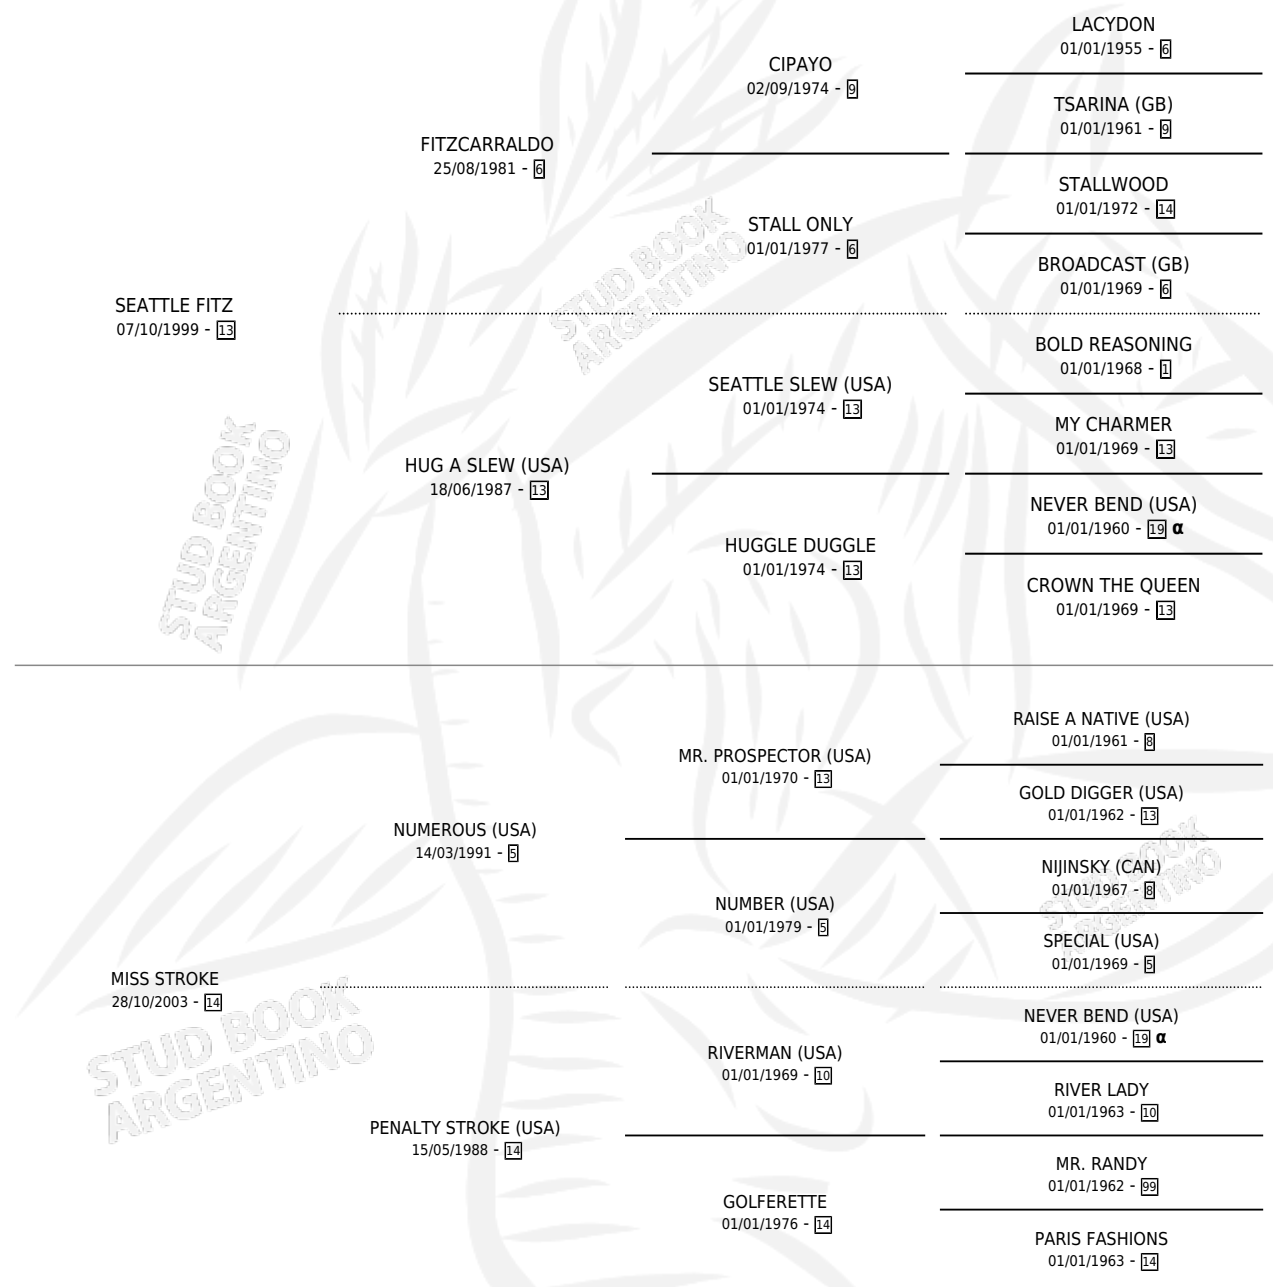 LACYDON
01/01/1955 - 6
CIPAYO
02/09/1974 - 9
TSARINA (GB)
01/01/1961 - 9
FITZCARRALDO
25/08/1981 - 6
STALLWOOD
01/01/1972 - 14
STALL ONLY
01/01/1977 - 6
BROADCAST (GB)
01/01/1969 - 6
SEATTLE FITZ
07/10/1999 - 13
STUD BOOK
ARGENTINO
BOLD REASONING
01/01/1968 - 1
SEATTLE SLEW (USA)
01/01/1974 - 13
MY CHARMER
01/01/1969 - 13
HUG A SLEW (USA)
18/06/1987 - 13
STUD BOOK
ARGENTINO
NEVER BEND (USA)
01/01/1960 - 19 α
HUGGLE DUGGLE
01/01/1974 - 13
CROWN THE QUEEN
01/01/1969 - 13
RAISE A NATIVE (USA)
01/01/1961 - 8
MR. PROSPECTOR (USA)
01/01/1970 - 13
GOLD DIGGER (USA)
01/01/1962 - 13
NUMEROUS (USA)
14/03/1991 - 5
NIJINSKY (CAN)
01/01/1967 - 8
STUD BOOK
ARGENTINO
NUMBER (USA)
01/01/1979 - 5
SPECIAL (USA)
01/01/1969 - 5
MISS STROKE
28/10/2003 - 14
STUD BOOK
ARGENTINO
NEVER BEND (USA)
01/01/1960 - 19 α
RIVERMAN (USA)
01/01/1969 - 10
RIVER LADY
01/01/1963 - 10
PENALTY STROKE (USA)
15/05/1988 - 14
MR. RANDY
01/01/1962 - 99
GOLFERETTE
01/01/1976 - 14
PARIS FASHIONS
01/01/1963 - 14